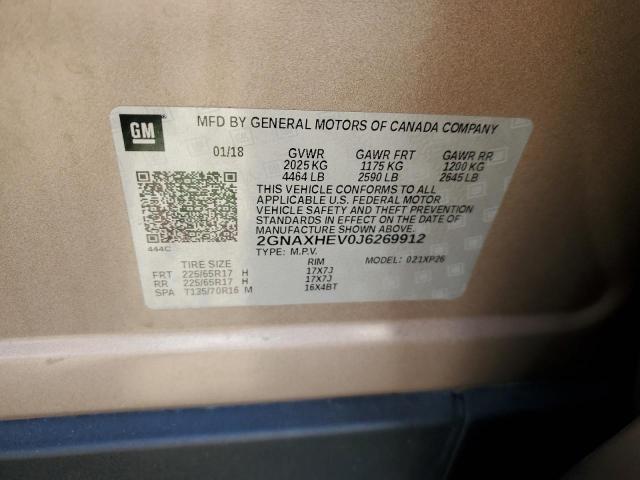 GM
MFD BY GENERAL MOTORS OF CANADA COMPANY
01/18 GVWR GAWR FRT GAWR RR
2025 KG 1175 KG 1200 KG
4464 LB 2590 LB 2645 LB
THIS VEHICLE CONFORMS TO ALL
APPLICABLE U.S. FEDERAL MOTOR
VEHICLE SAFETY AND THEFT PREVENTION
STANDARDS IN EFFECT ON THE DATE OF
MANUFACTURE SHOWN ABOVE.
2GNAXHEV0J6269912
444C
TYPE: M.P.V. MODEL: 021XP26
TIRE SIZE RIM
FRT 225/65R17 H 17X7J
RR 225/65R17 H 17X7J
SPA T135/70R16 M 16X4BT